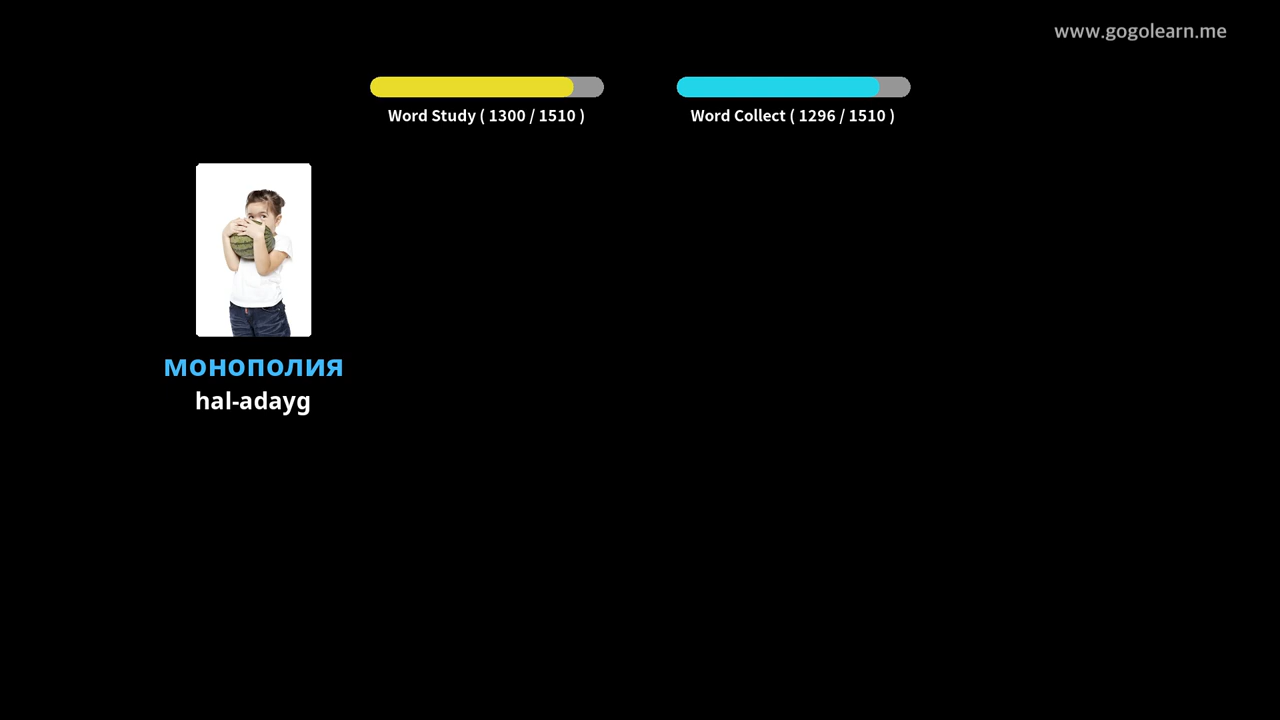 www.gogolearn.me
Word Study ( 1300 / 1510 )
Word Collect ( 1296 / 1510 )
монополия
hal-adayg